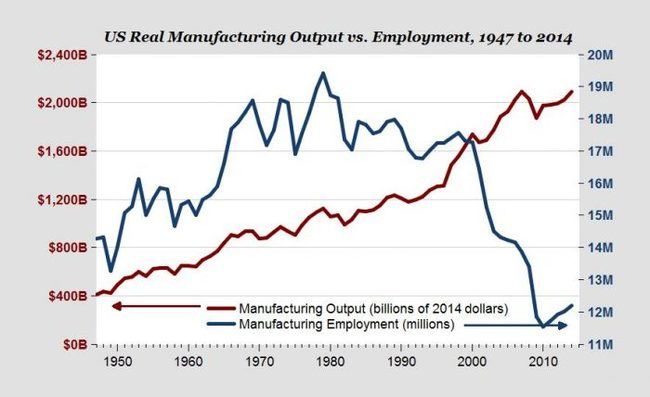 US Real Manufacturing Output vs. Employment, 1947 to 2014
$2,400B
$2,000B
$1,600B
$1,200B
$800B
$400B
$0B
20M
19M
18M
17M
16M
15M
14M
13M
12M
11M
Manufacturing Output (billions of 2014 dollars)
Manufacturing Employment (millions)
1950 1960 1970 1980 1990 2000 2010